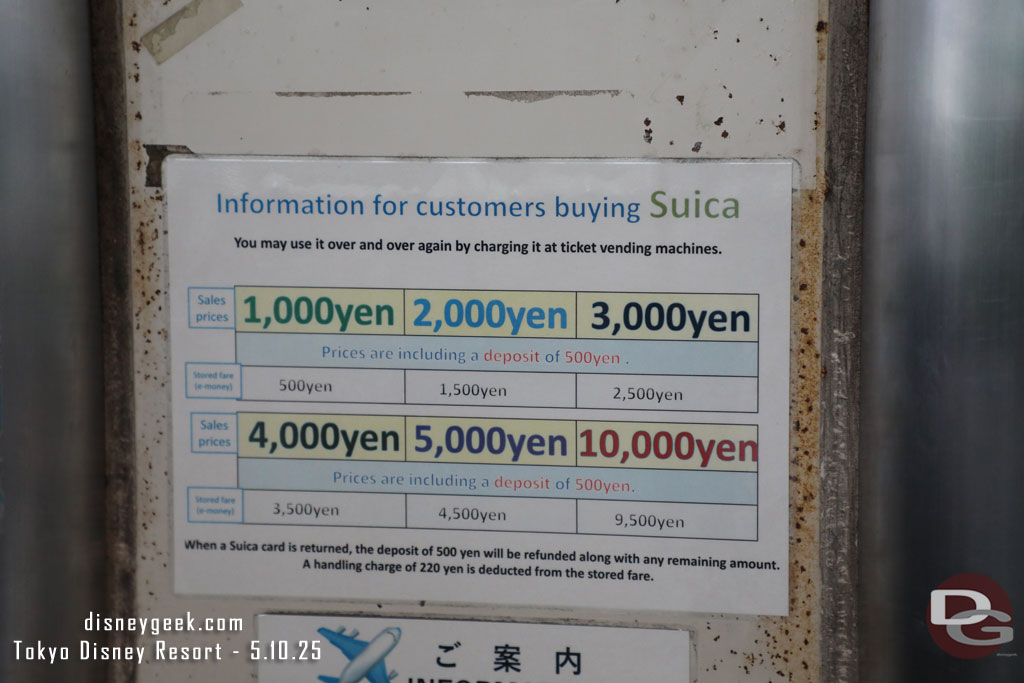 Information for customers buying Suica
You may use it over and over again by charging it at ticket vending machines.
Sales prices 1,000yen 2,000yen 3,000yen
Prices are including a deposit of 500yen .
Stored fare (e-money) 500yen 1,500yen 2,500yen
Sales prices 4,000yen 5,000yen 10,000yen
Prices are including a deposit of 500yen.
Stored fare (e-money) 3,500yen 4,500yen 9,500yen
When a Suica card is returned, the deposit of 500 yen will be refunded along with any remaining amount.
A handling charge of 220 yen is deducted from the stored fare.
ご案内
disneygeek.com
Tokyo Disney Resort - 5.10.25
DG